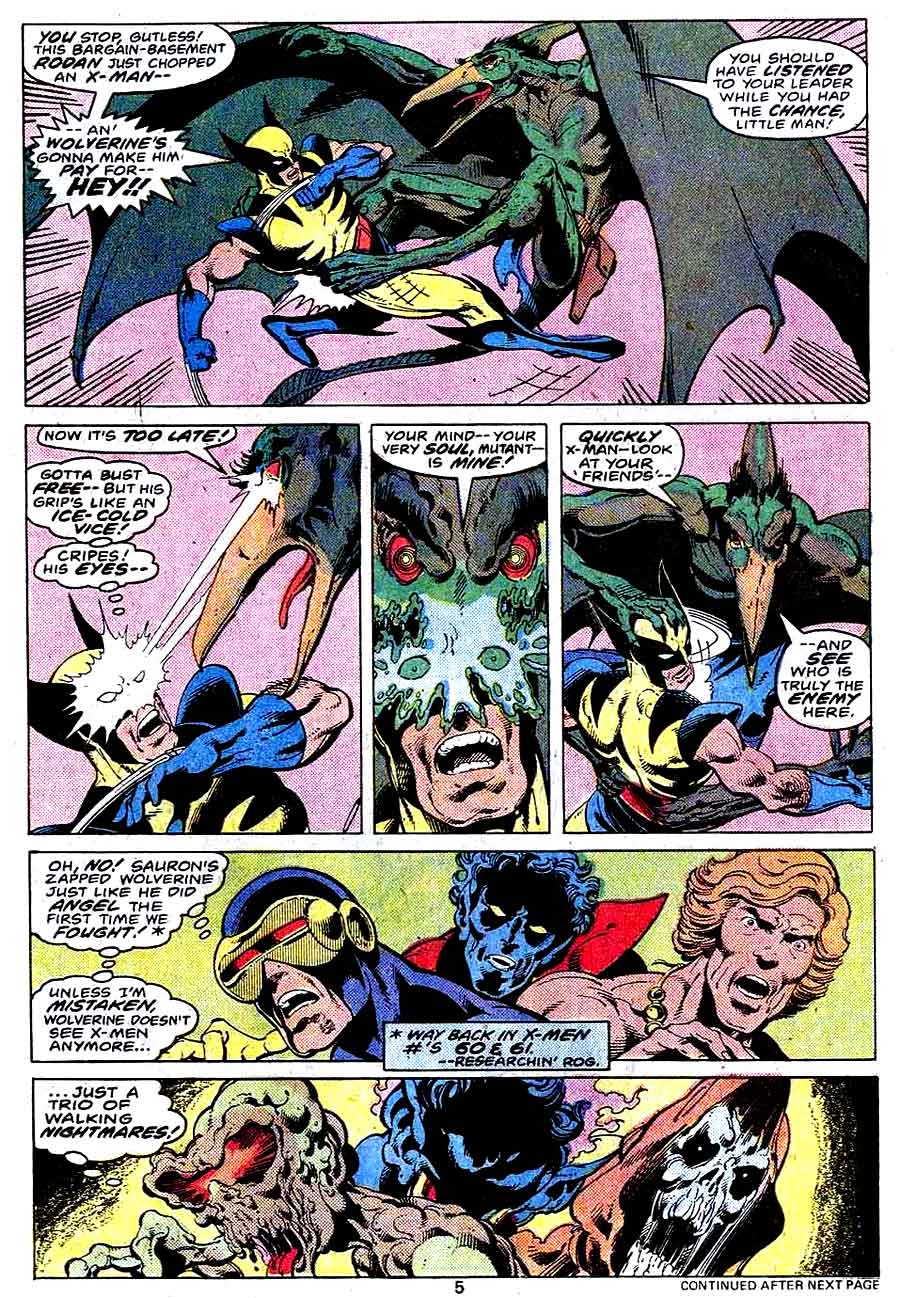 YOU STOP, GUTLESS!
THIS BARGAIN-BASEMENT
RODAN JUST CHOPPED
AN X-MAN--
-- AN'
WOLVERINE'S
GONNA MAKE HIM
PAY FOR--
HEY!!
YOU SHOULD
HAVE LISTENED
TO YOUR LEADER
WHILE YOU HAD
THE CHANCE,
LITTLE MAN!
NOW IT'S TOO LATE!
GOTTA BUST
FREE-- BUT HIS
GRIP'S LIKE AN
ICE-COLD
VICE!
CRIPES!
HIS EYES--
YOUR MIND-- YOUR
VERY SOUL, MUTANT--
IS MINE!
QUICKLY
X-MAN--LOOK
AT YOUR
'FRIENDS'--
--AND
SEE
WHO IS
TRULY THE
ENEMY
HERE.
OH, NO! SAURON'S
ZAPPED WOLVERINE
JUST LIKE HE DID
ANGEL THE
FIRST TIME WE
FOUGHT! *
UNLESS I'M
MISTAKEN,
WOLVERINE DOESN'T
SEE X-MEN
ANYMORE...
* WAY BACK IN X-MEN
#'S 60 & 61.
--RESEARCHIN' ROG.
...JUST A
TRIO OF
WALKING
NIGHTMARES!
5
CONTINUED AFTER NEXT PAGE